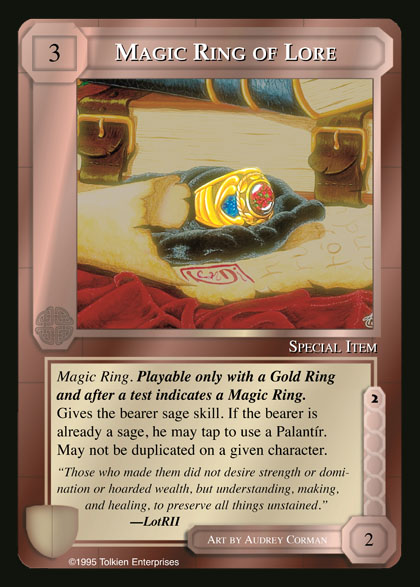 3
MAGIC RING OF LORE
SPECIAL ITEM
Magic Ring. Playable only with a Gold Ring
and after a test indicates a Magic Ring.
Gives the bearer sage skill. If the bearer is
already a sage, he may tap to use a Palantír.
May not be duplicated on a given character.
“Those who made them did not desire strength or domi-
nation or hoarded wealth, but understanding, making,
and healing, to preserve all things unstained.”
—LotRII
2
ART BY AUDREY CORMAN
2
©1995 Tolkien Enterprises